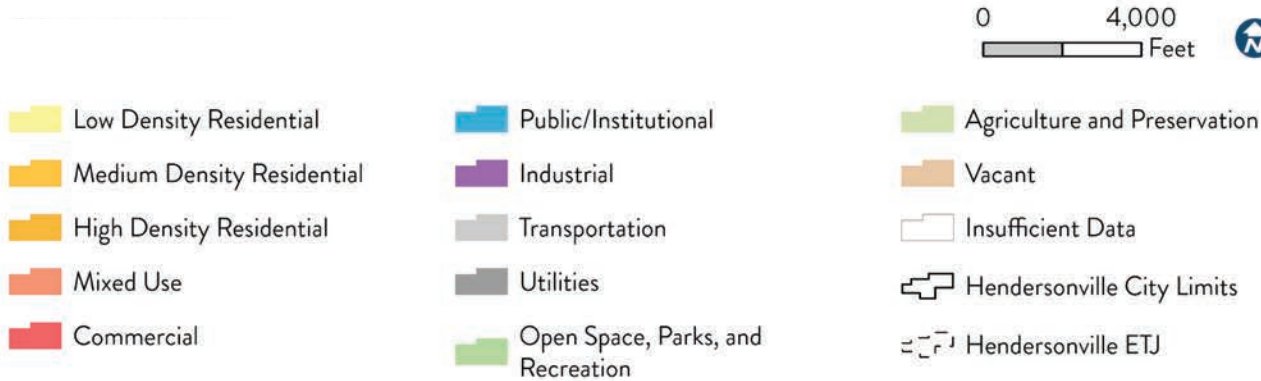 0 4,000
Feet
N
Low Density Residential
Medium Density Residential
High Density Residential
Mixed Use
Commercial
Public/Institutional
Industrial
Transportation
Utilities
Open Space, Parks, and
Recreation
Agriculture and Preservation
Vacant
Insufficient Data
Hendersonville City Limits
Hendersonville ETJ